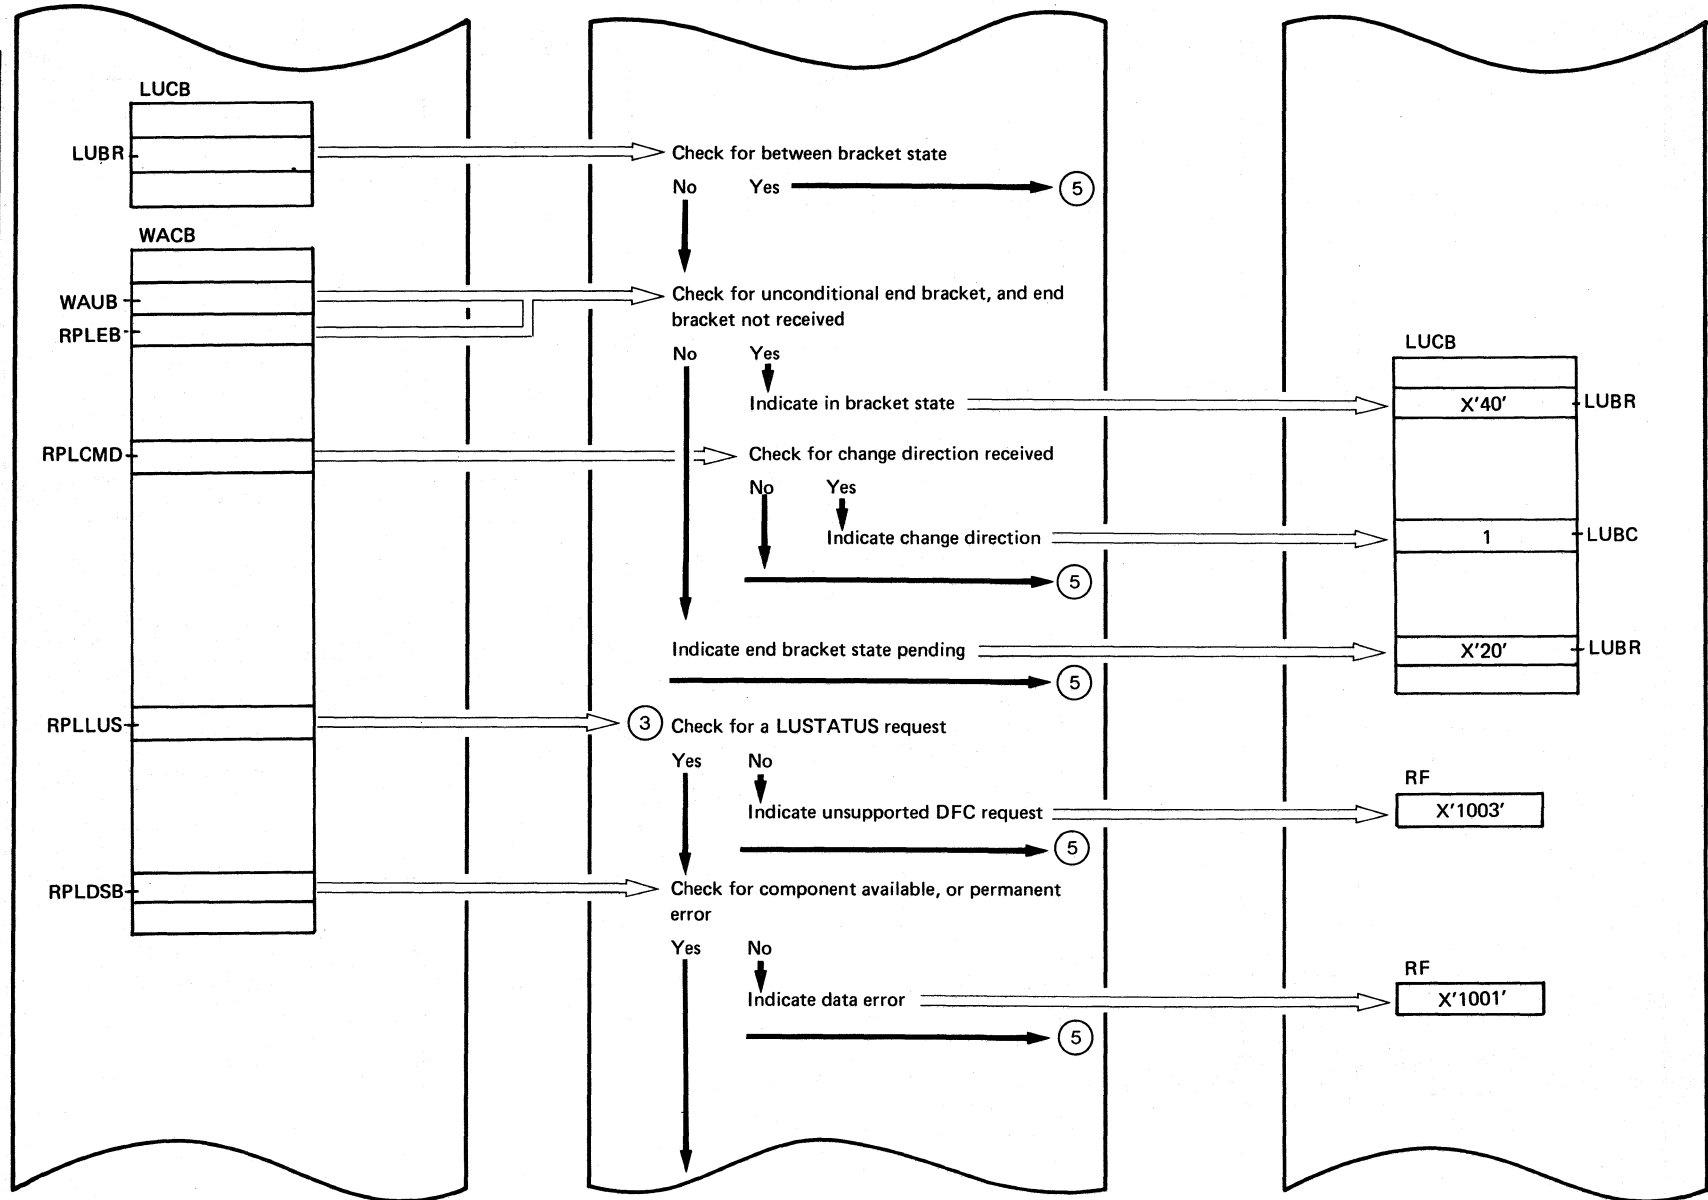 LUCB
LUBR
Check for between bracket state
No Yes 5
WACB
WAUB
Check for unconditional end bracket, and end
bracket not received
RPLEB
No Yes
LUCB
Indicate in bracket state
X'40' LUBR
RPLCMD
Check for change direction received
No Yes
Indicate change direction
1 LUBC
5
Indicate end bracket state pending
X'20' LUBR
5
RPLLUS
3 Check for a LUSTATUS request
Yes No
RF
Indicate unsupported DFC request
X'1003'
5
RPLDSB
Check for component available, or permanent
error
Yes No
RF
Indicate data error
X'1001'
5